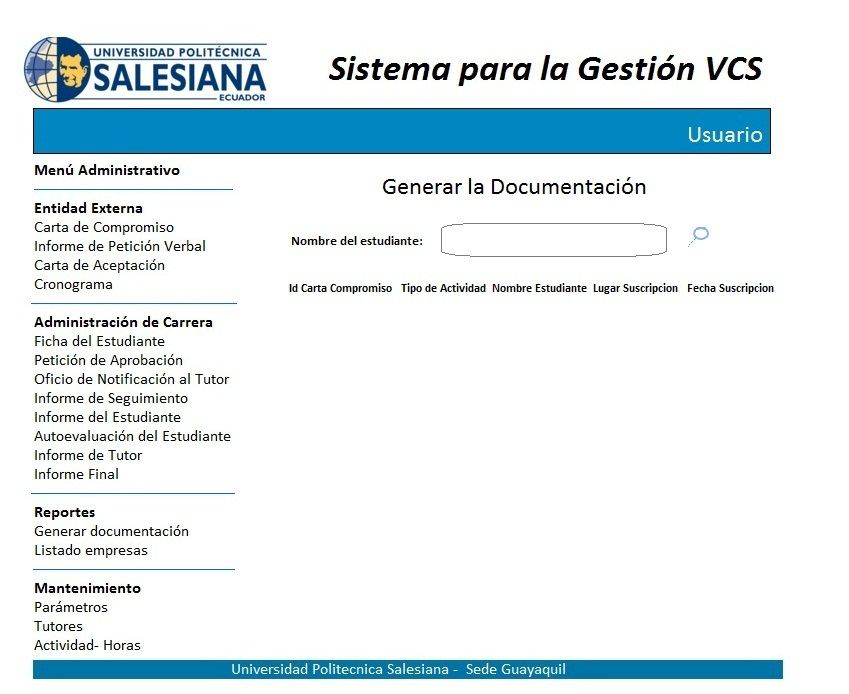 UNIVERSIDAD POLITÉCNICA
SALESIANA
ECUADOR
Sistema para la Gestión VCS
Usuario
Menú Administrativo
Entidad Externa
Carta de Compromiso
Informe de Petición Verbal
Carta de Aceptación
Cronograma
Administración de Carrera
Ficha del Estudiante
Petición de Aprobación
Oficio de Notificación al Tutor
Informe de Seguimiento
Informe del Estudiante
Autoevaluación del Estudiante
Informe de Tutor
Informe Final
Reportes
Generar documentación
Listado empresas
Mantenimiento
Parámetros
Tutores
Actividad- Horas
Generar la Documentación
Nombre del estudiante:
Id Carta Compromiso Tipo de Actividad Nombre Estudiante Lugar Suscripcion Fecha Suscripcion
Universidad Politecnica Salesiana - Sede Guayaquil